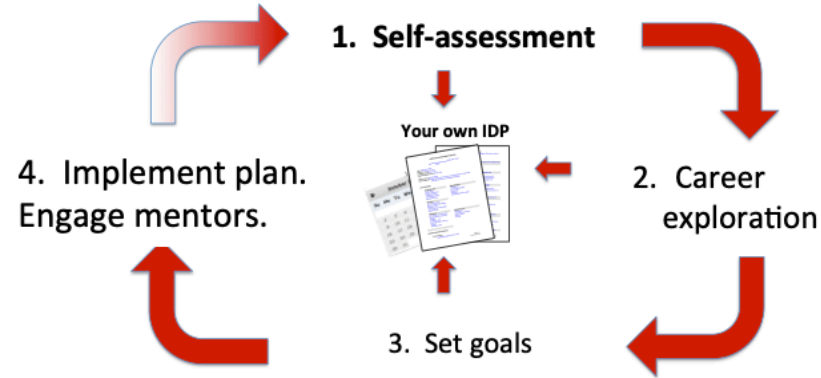 1. Self-assessment
Your own IDP
2. Career
exploration
3. Set goals
4. Implement plan.
Engage mentors.